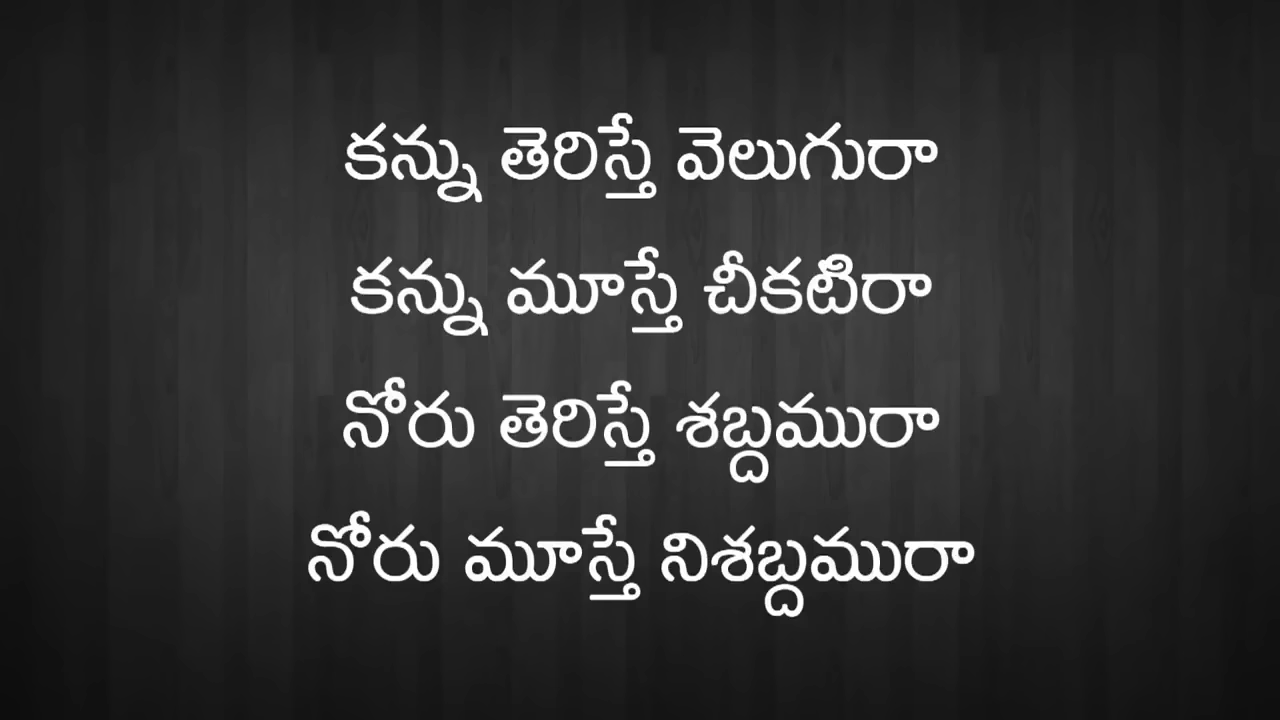 కన్ను తెరిస్తే వెలుగురా
కన్ను మూస్తే చీకటిరా
నోరు తెరిస్తే శబ్దమురా
నోరు మూస్తే నిశబ్దమురా